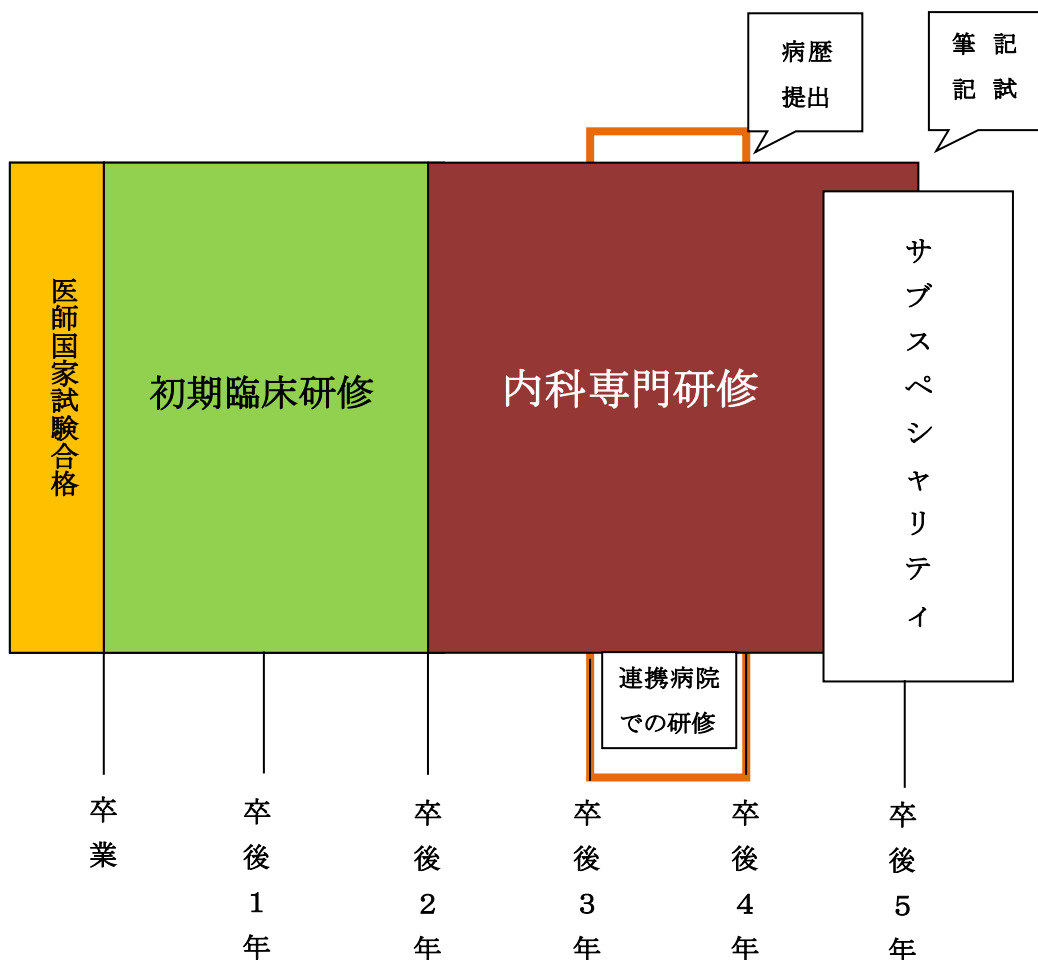 病歴
提出
筆 記
記 試
医師国家試験合格
初期臨床研修
内科専門研修
サブスペシャリティ
連携病院
での研修
卒業
卒後1年
卒後2年
卒後3年
卒後4年
卒後5年